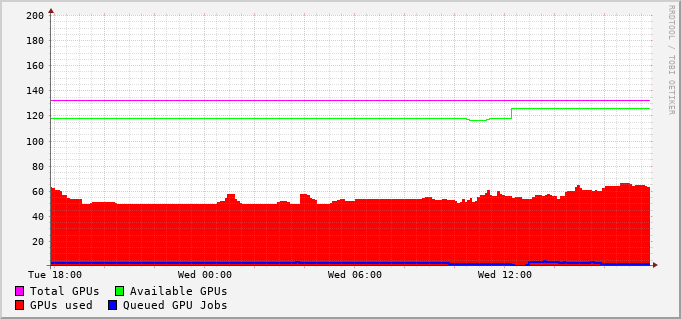 200
180
160
140
120
100
80
60
40
20
Tue 18:00 Wed 00:00 Wed 06:00 Wed 12:00
Total GPUs Available GPUs
GPUs used Queued GPU Jobs
RRDTOOL / TOBI OETIKER